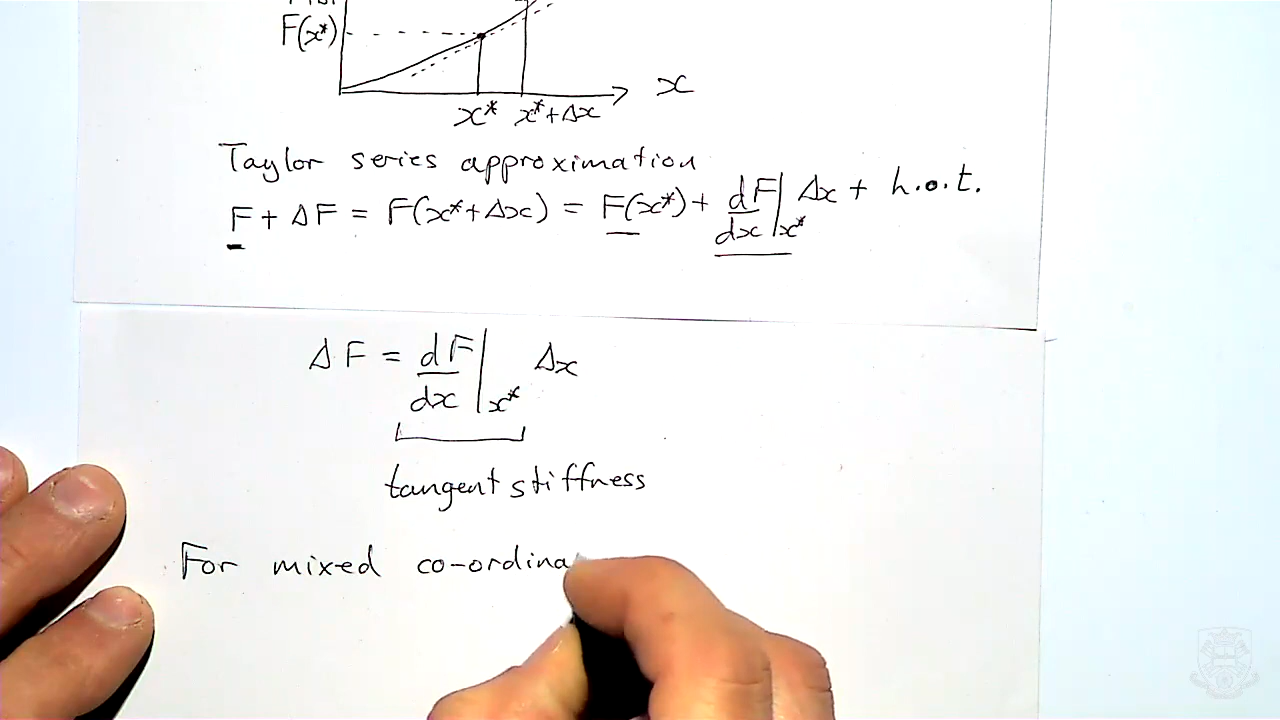 F(x*)
x
x* x*+Δx
Taylor series approximation
F + ΔF = F(x*+Δx) = F(x*) + dF/dx|x* Δx + h.o.t.
ΔF = dF/dx|x* Δx
tangent stiffness
For mixed co-ordina